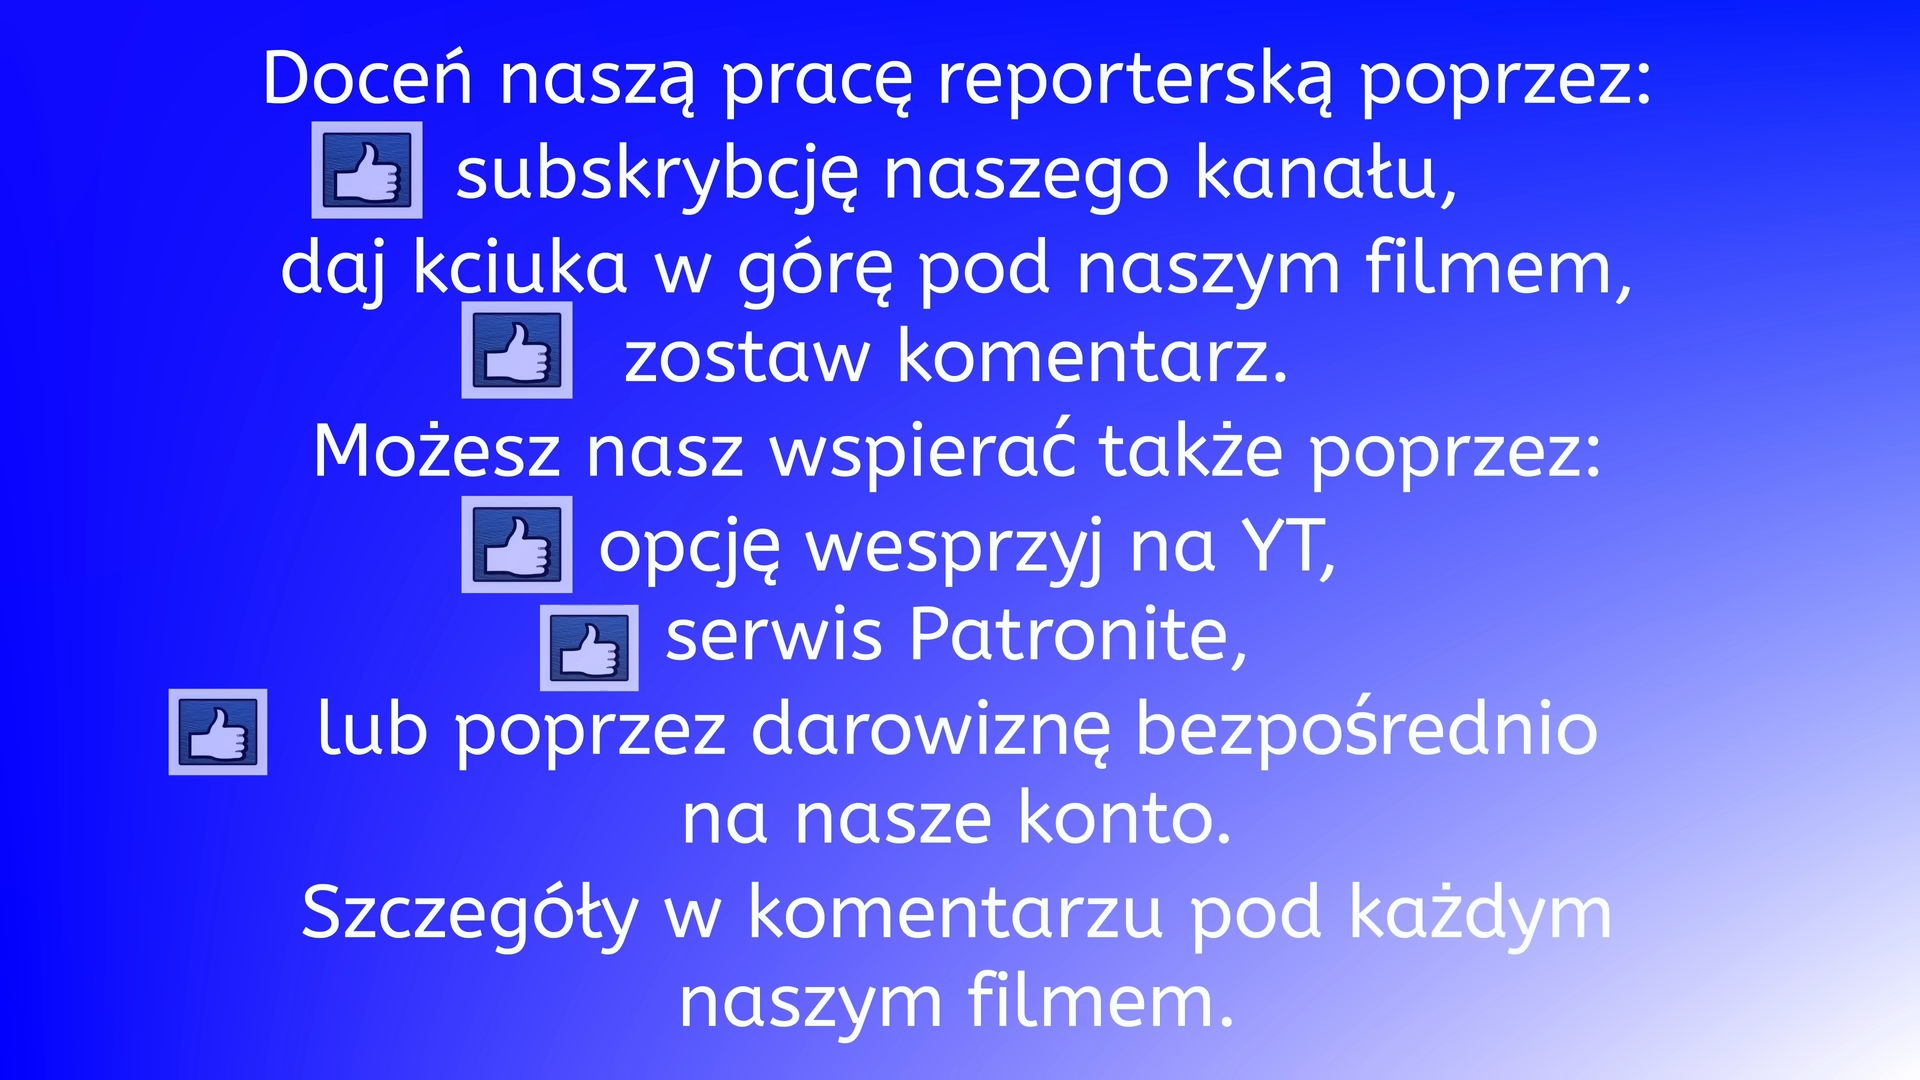 Doceń naszą pracę reporterską poprzez:
subskrybcję naszego kanału,
daj kciuka w górę pod naszym filmem,
zostaw komentarz.
Możesz nasz wspierać także poprzez:
opcję wesprzyj na YT,
serwis Patronite,
lub poprzez darowiznę bezpośrednio
na nasze konto.
Szczegóły w komentarzu pod każdym
naszym filmem.